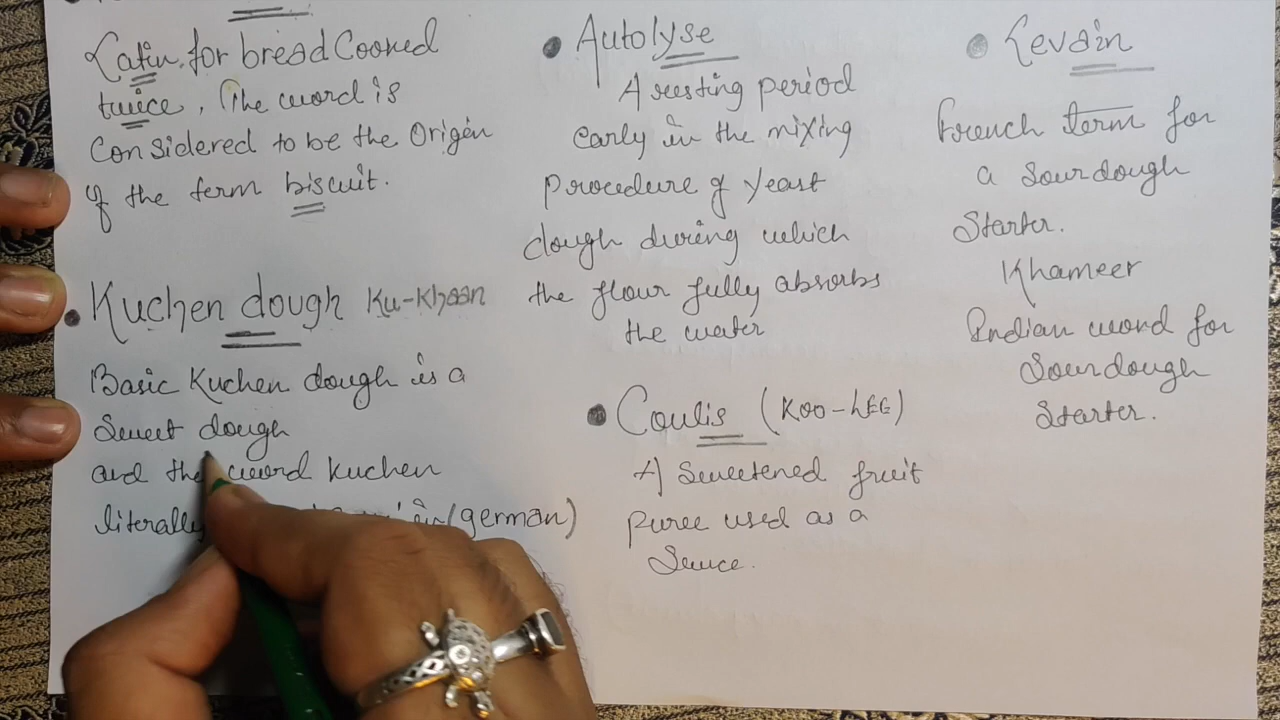 Latin for bread Cooked
twice, The word is
Considered to be the Origin
of the term biscuit.
Kuchen dough Ku-Khaan
Basic Kuchen dough is a
Sweet dough
and the word Kuchen
literally in (german)
Autolyse
A resting period
early in the mixing
Procedure of Yeast
dough during which
the flour fully absorbs
the water
Coulis (Koo-LEE)
A Sweetened fruit
Puree used as a
Sauce.
Levain
French term for
a Sourdough
Starter.
Khameer
Indian word for
Sourdough
Starter.